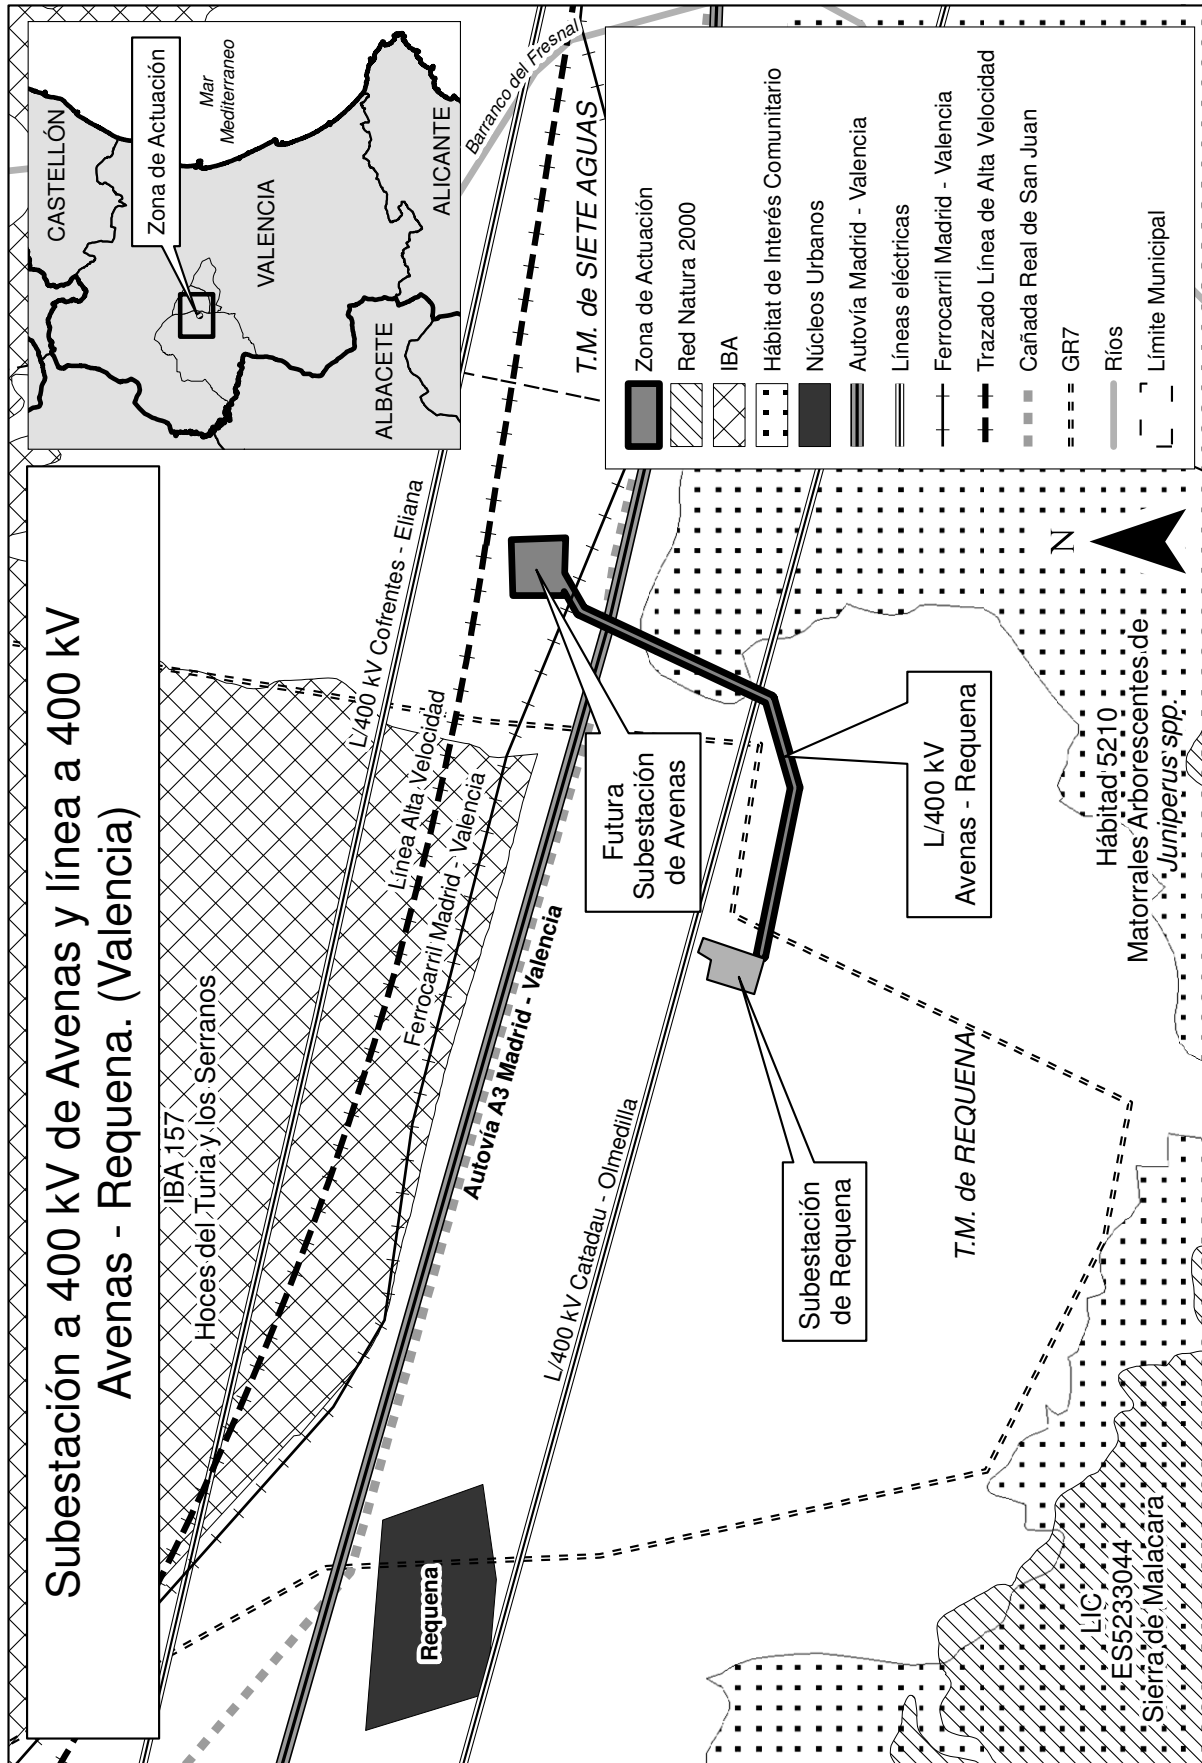 Subestación a 400 kV de Avenas y línea a 400 kV
Avenas - Requena. (Valencia)
CASTELLÓN
Zona de Actuación
Mar
Mediterraneo
VALENCIA
ALBACETE
ALICANTE
IBA 157
Hoces del Turia y los Serranos
L/400 kV Cofrentes - Eliana
Barranco del Fresnal
Línea Alta Velocidad
Ferrocarril Madrid - Valencia
Autovía A3 Madrid - Valencia
T.M. de SIETE AGUAS
Requena
L/400 kV Catadau - Olmedilla
Futura
Subestación
de Avenas
Subestación
de Requena
L/400 kV
Avenas - Requena
T.M. de REQUENA
Hábitad 5210
Matorrales Arborescentes de
Juniperus spp.
LIC
ES5233044
Sierra de Malacara
N
Zona de Actuación
Red Natura 2000
IBA
Hábitat de Interés Comunitario
Núcleos Urbanos
Autovía Madrid - Valencia
Líneas eléctricas
Ferrocarril Madrid - Valencia
Trazado Línea de Alta Velocidad
Cañada Real de San Juan
GR7
Ríos
Límite Municipal